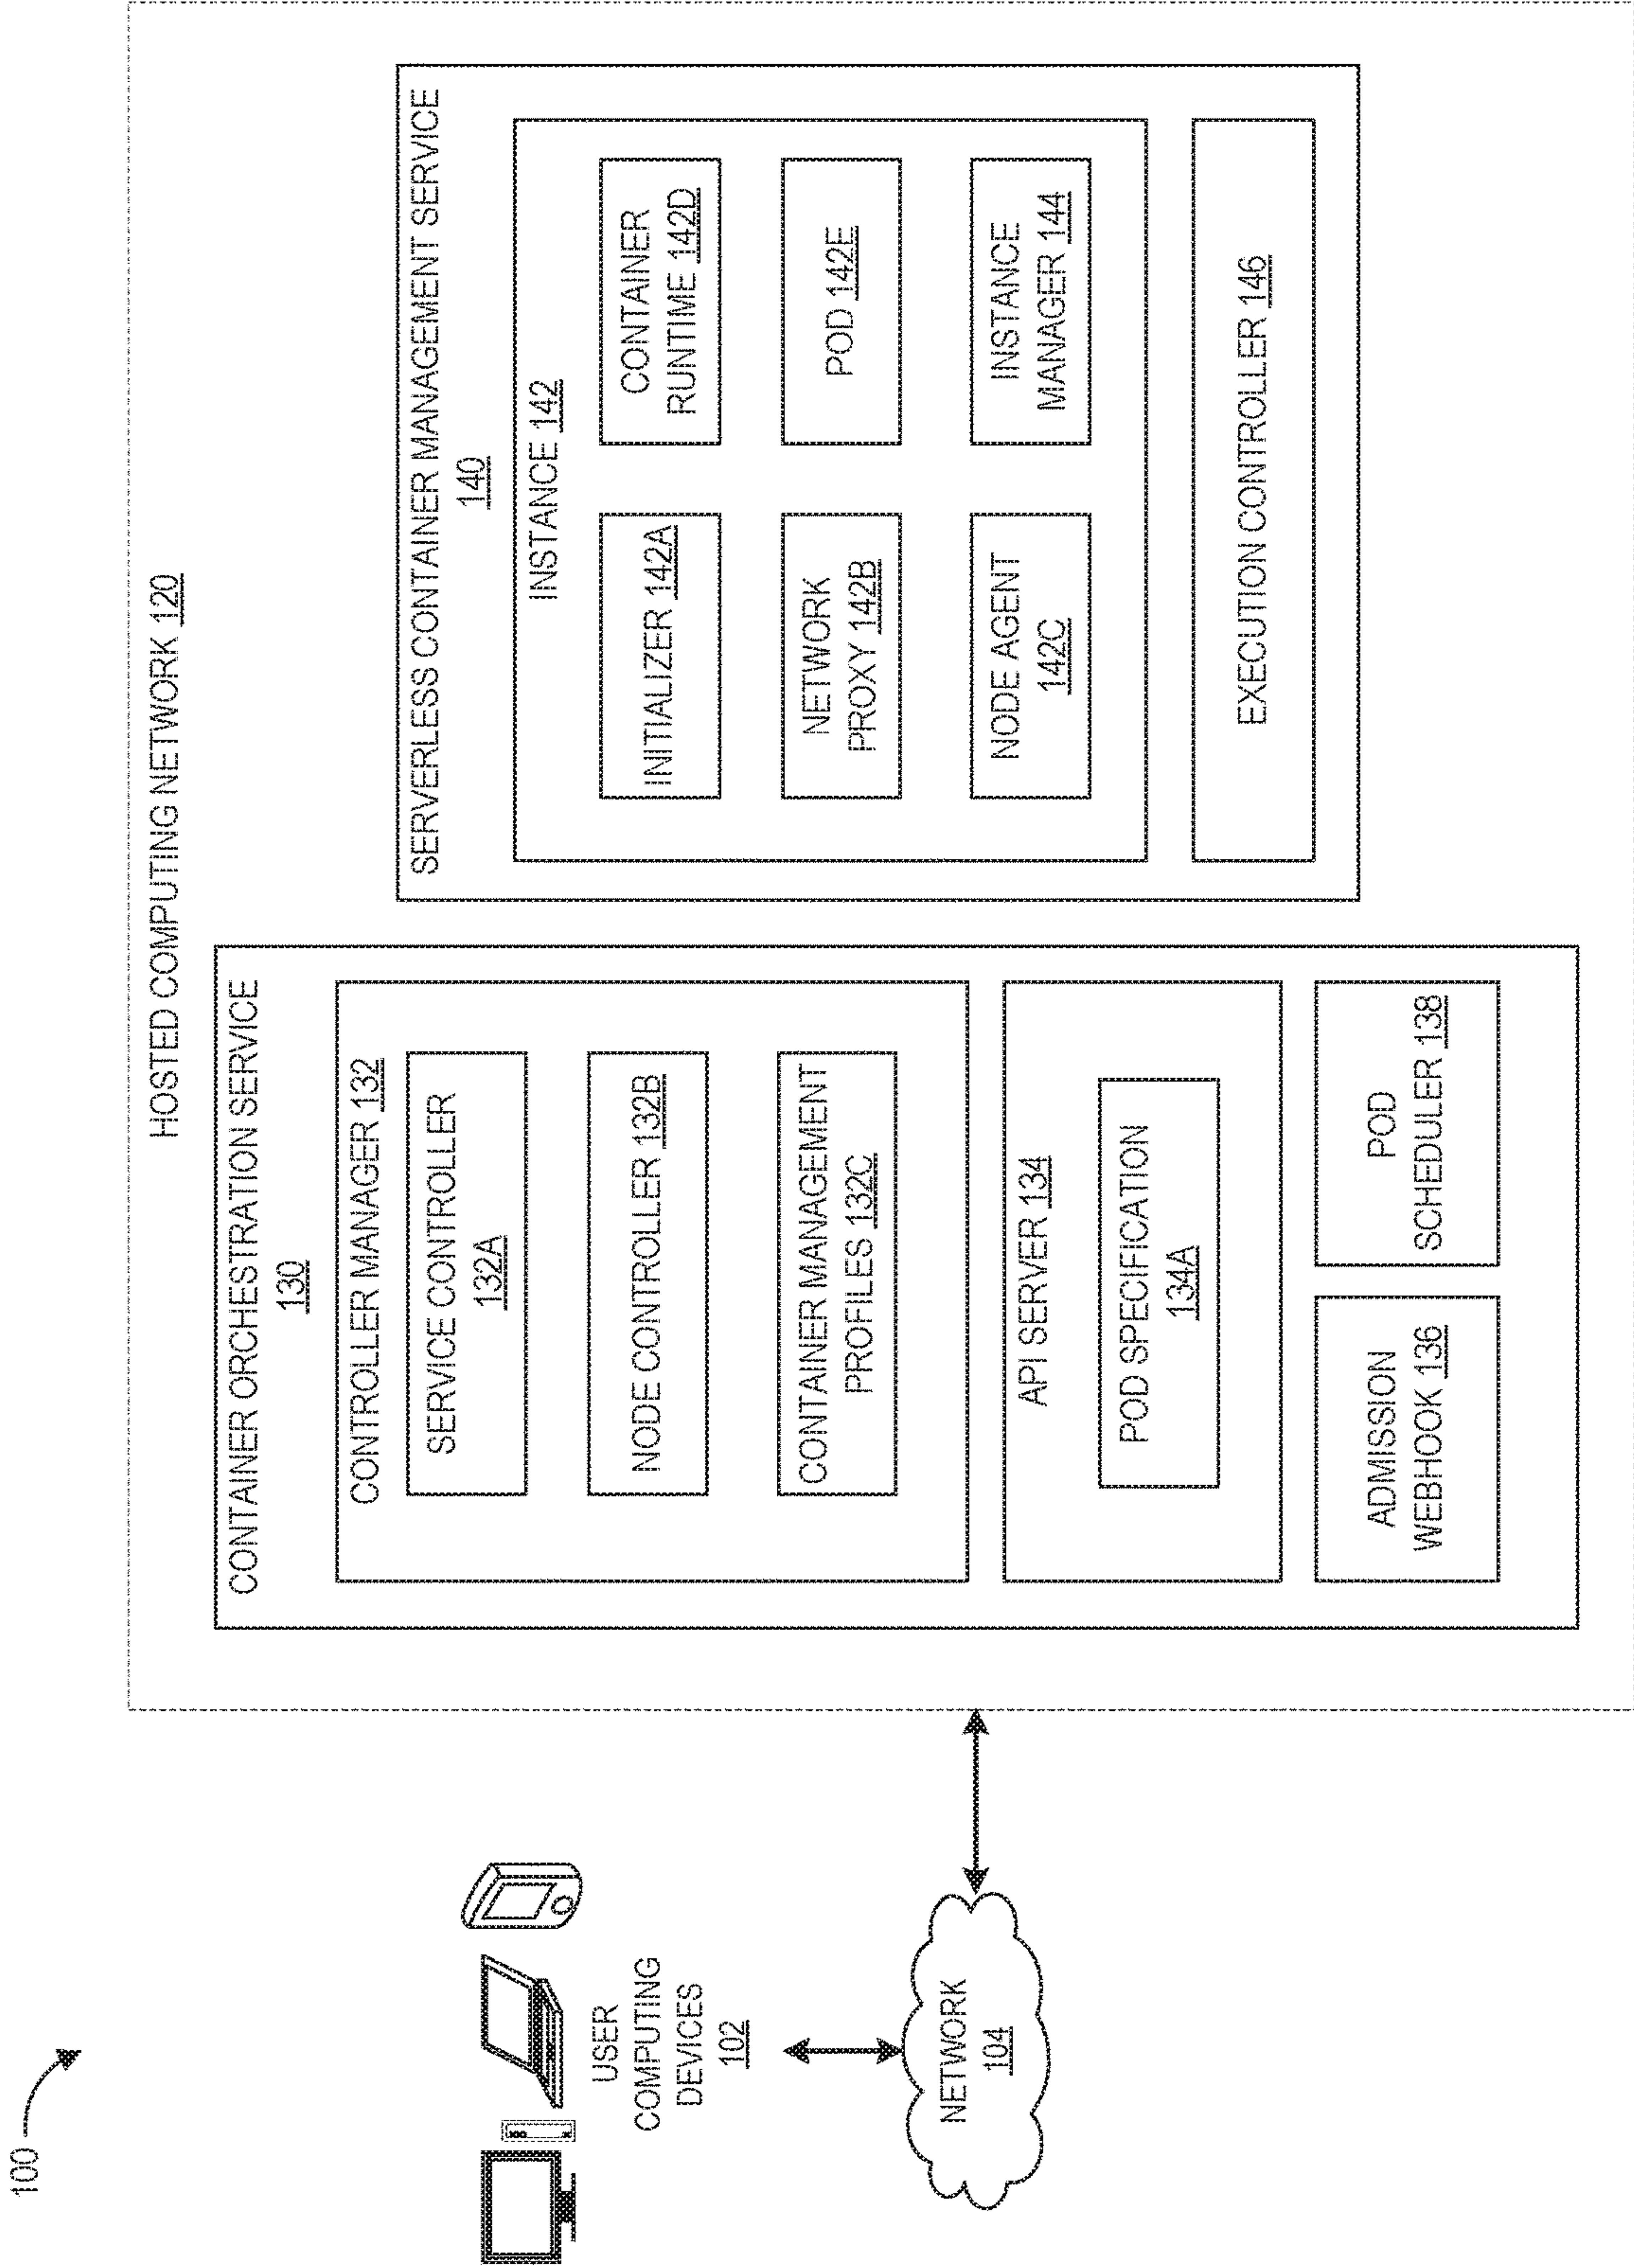 100
USER
COMPUTING
DEVICES
102
NETWORK
104
HOSTED COMPUTING NETWORK 120
CONTAINER ORCHESTRATION SERVICE
130
CONTROLLER MANAGER 132
SERVICE CONTROLLER
132A
NODE CONTROLLER 132B
CONTAINER MANAGEMENT
PROFILES 132C
API SERVER 134
POD SPECIFICATION
134A
ADMISSION
WEBHOOK 136
POD
SCHEDULER 138
SERVERLESS CONTAINER MANAGEMENT SERVICE
140
INSTANCE 142
INITIALIZER 142A
CONTAINER
RUNTIME 142D
NETWORK
PROXY 142B
POD 142E
NODE AGENT
142C
INSTANCE
MANAGER 144
EXECUTION CONTROLLER 146